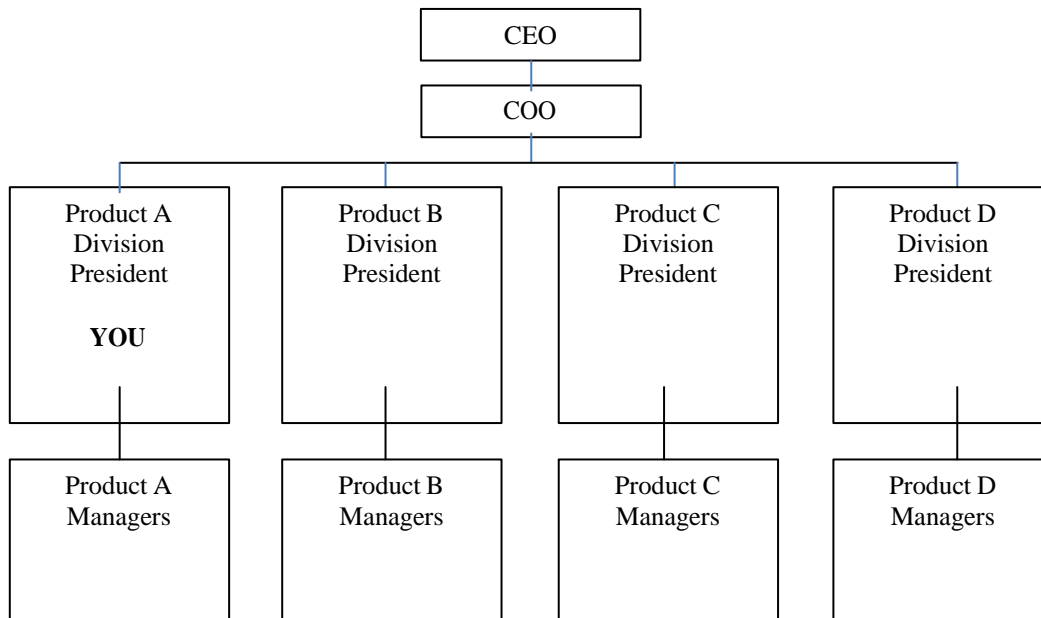 CEO
COO
Product A
Division
President
YOU
Product B
Division
President
Product C
Division
President
Product D
Division
President
Product A
Managers
Product B
Managers
Product C
Managers
Product D
Managers